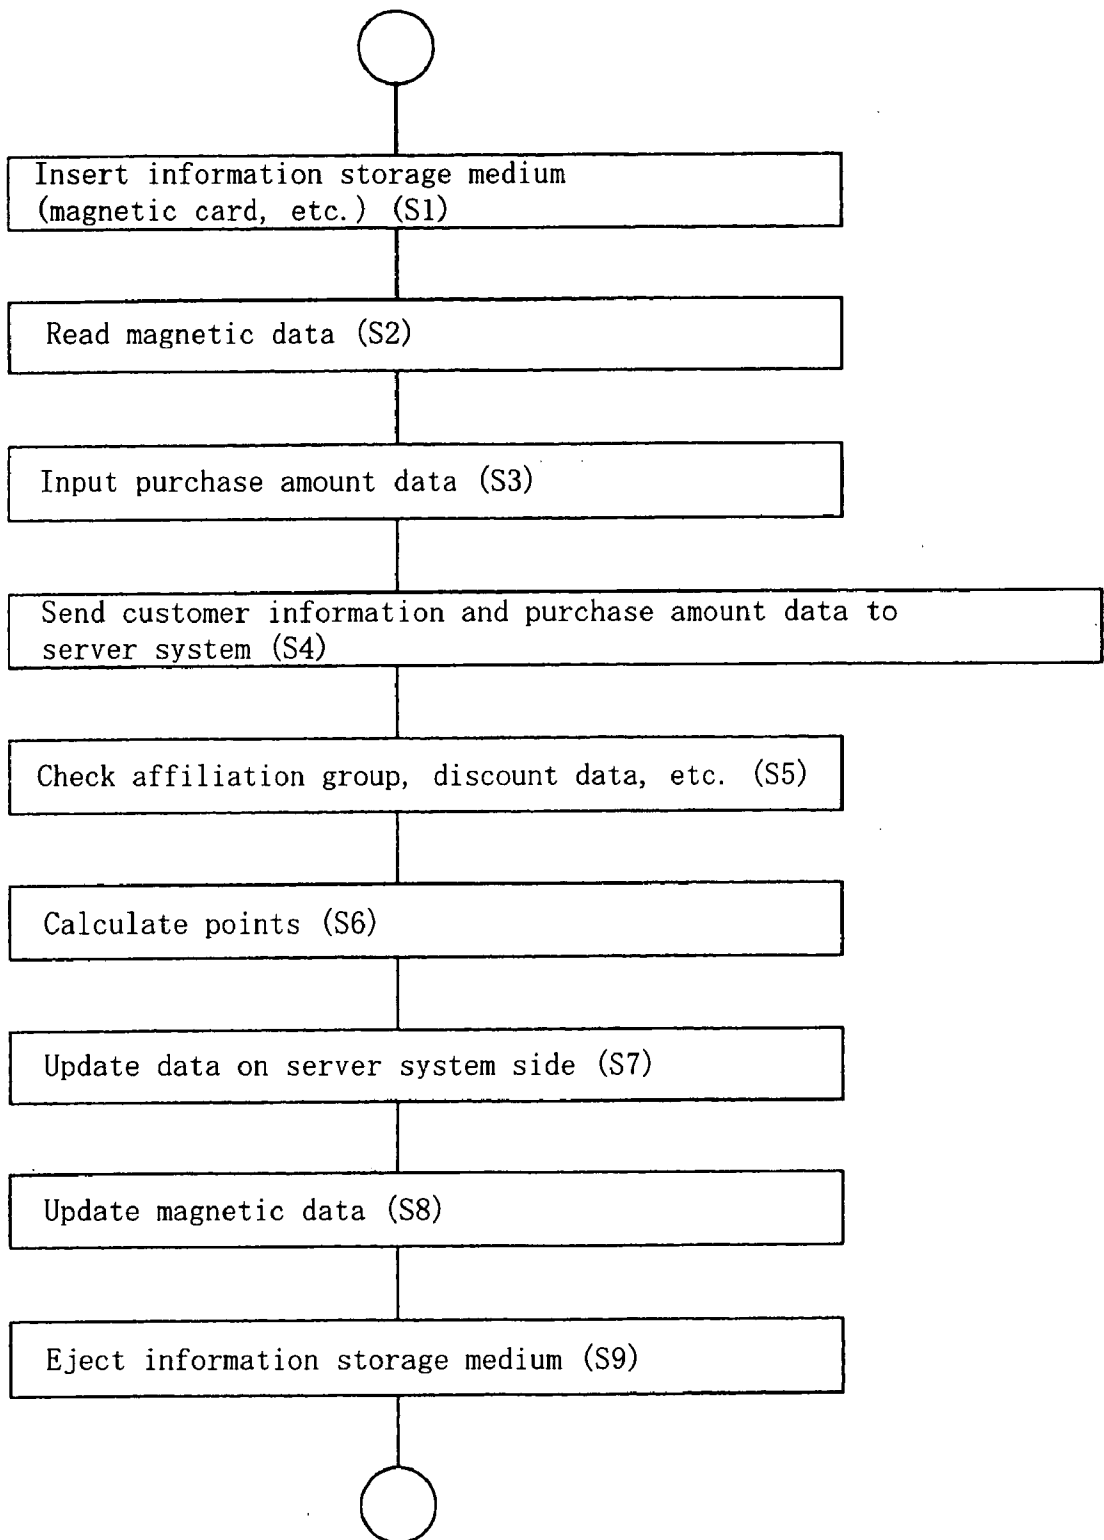 Insert information storage medium
(magnetic card, etc.) (S1)
Read magnetic data (S2)
Input purchase amount data (S3)
Send customer information and purchase amount data to
server system (S4)
Check affiliation group, discount data, etc. (S5)
Calculate points (S6)
Update data on server system side (S7)
Update magnetic data (S8)
Eject information storage medium (S9)